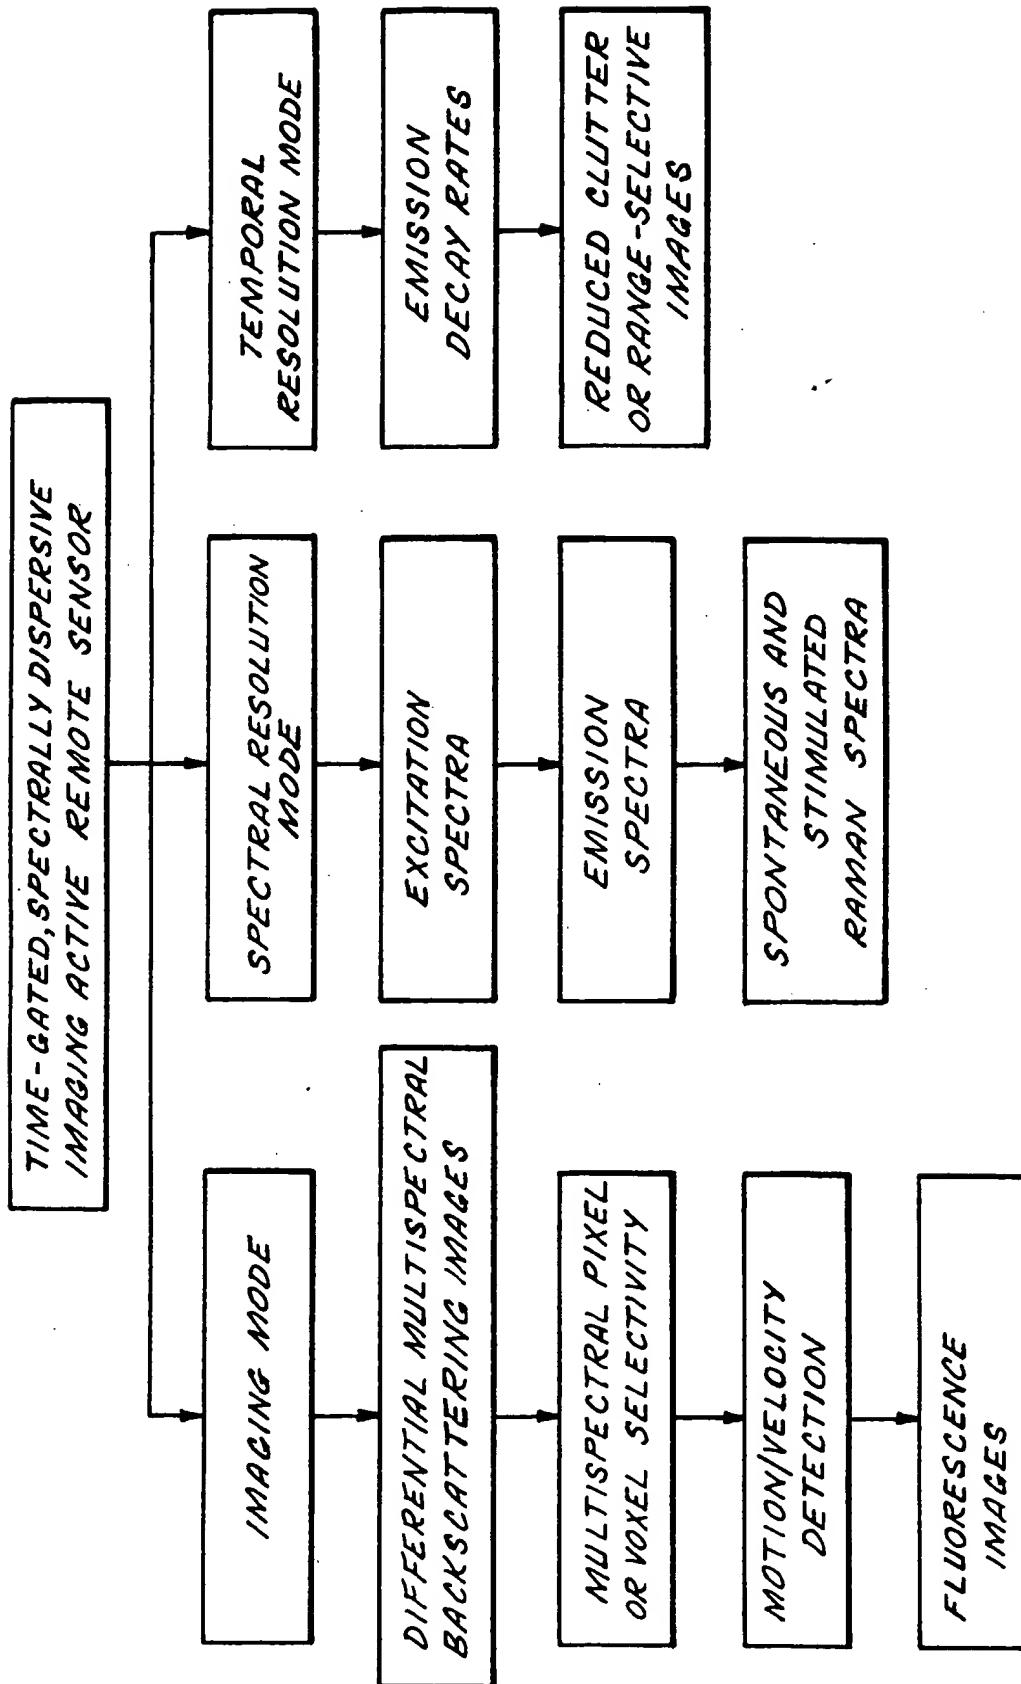 TIME-GATED, SPECTRALLY DISPERSIVE
IMAGING ACTIVE REMOTE SENSOR
IMAGING MODE
DIFFERENTIAL MULTISPECTRAL
BACKSCATTERING IMAGES
MULTISPECTRAL PIXEL
OR VOXEL SELECTIVITY
MOTION/VELOCITY
DETECTION
FLUORESCENCE
IMAGES
SPECTRAL RESOLUTION
MODE
EXCITATION
SPECTRA
EMISSION
SPECTRA
SPONTANEOUS AND
STIMULATED
RAMAN SPECTRA
TEMPORAL
RESOLUTION MODE
EMISSION
DECAY RATES
REDUCED CLUTTER
OR RANGE-SELECTIVE
IMAGES